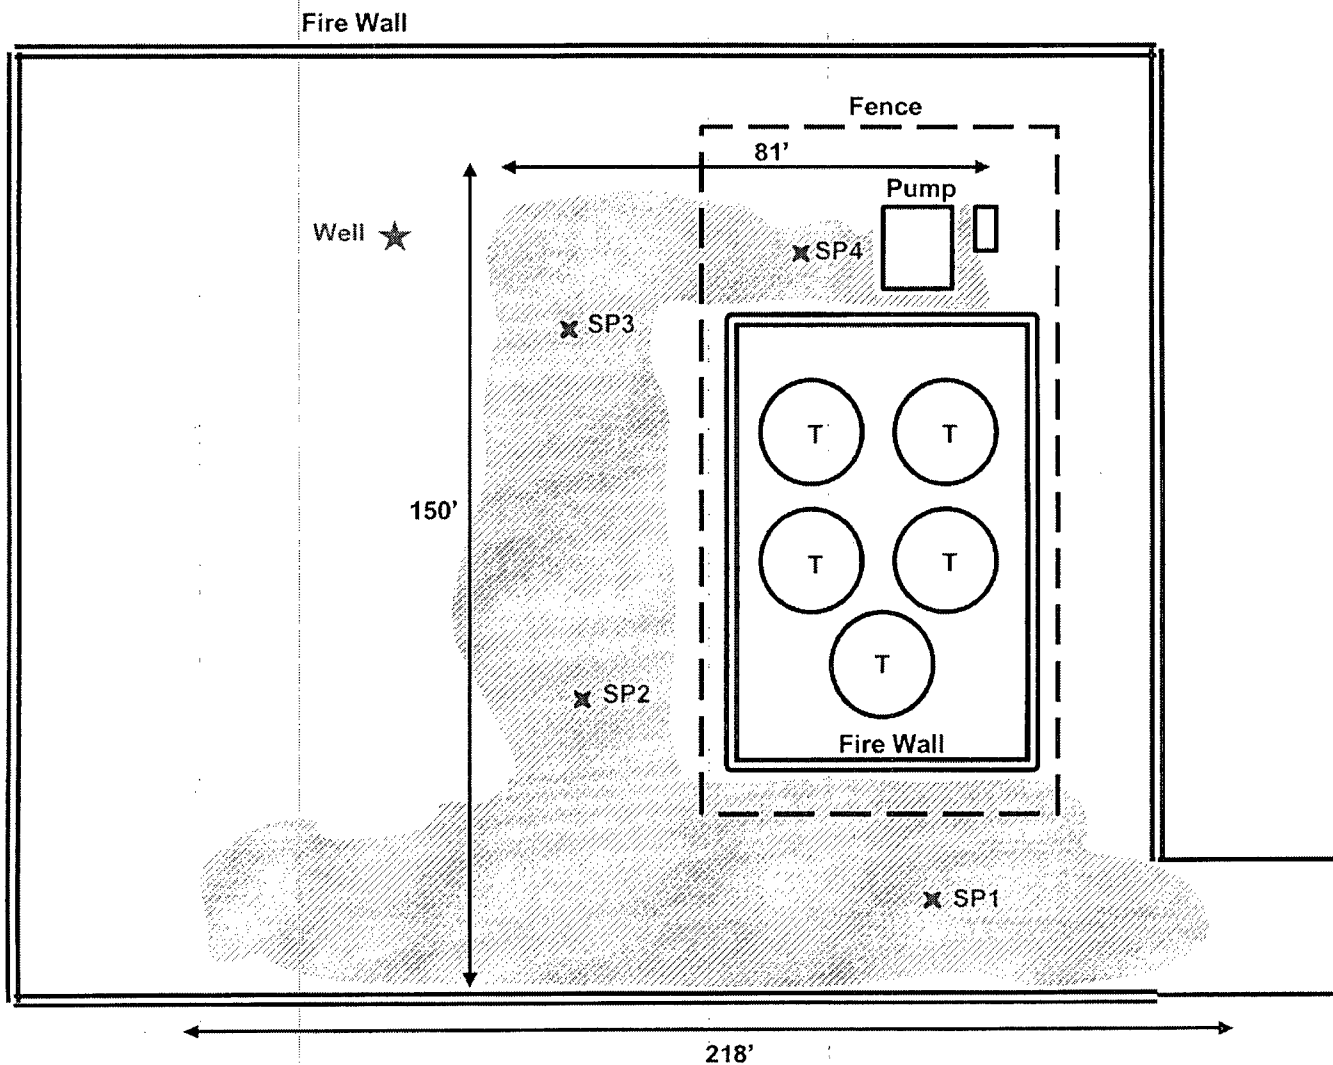 Fire Wall
Fence
81'
Pump
Well
SP4
SP3
T
T
150'
T
T
T
SP2
Fire Wall
SP1
218'